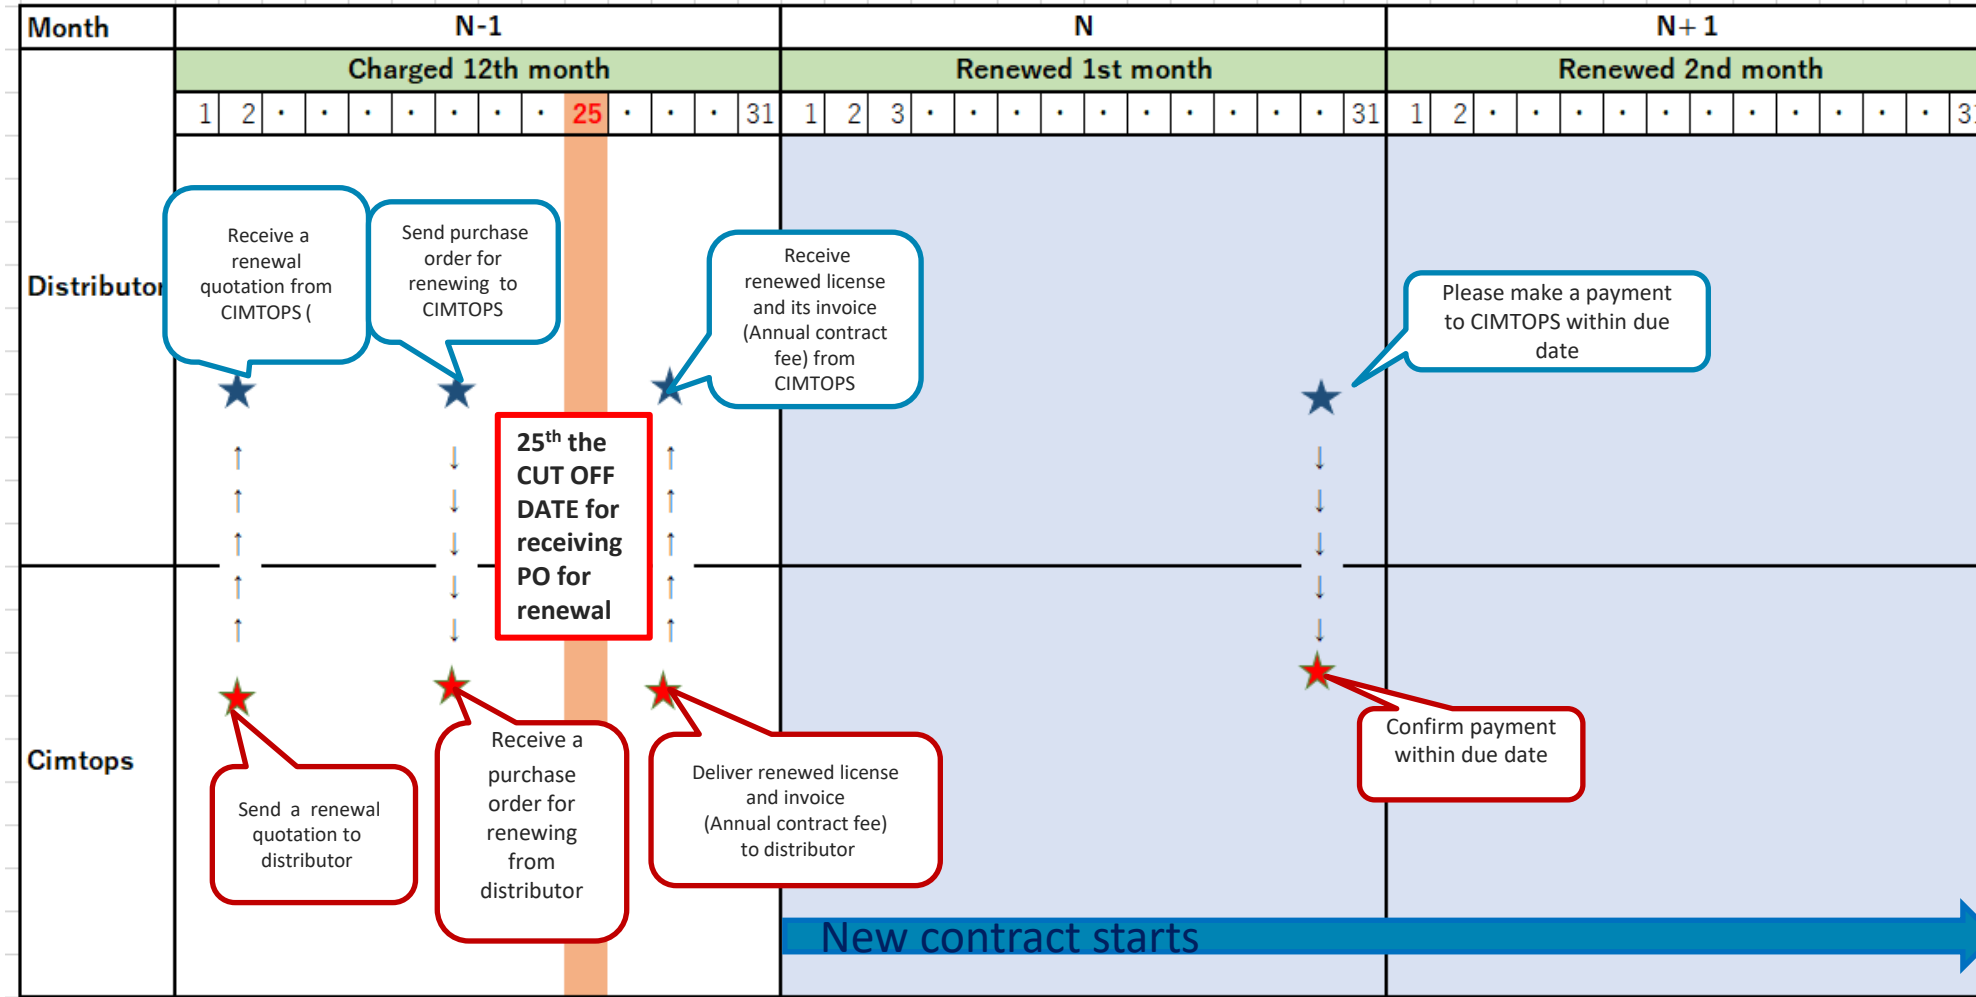 Month N-1 N N+1
Charged 12th month Renewed 1st month Renewed 2nd month
1 2 · · · · · · · 25 · · · 31 1 2 3 · · · · · · · · · · 31 1 2 · · · · · · · · · · · 31
Distributor
Receive a
renewal
quotation from
CIMTOPS (
Send purchase
order for
renewing to
CIMTOPS
Receive
renewed license
and its invoice
(Annual contract
fee) from
CIMTOPS
Please make a payment
to CIMTOPS within due
date
25th the
CUT OFF
DATE for
receiving
PO for
renewal
Cimtops
Send a renewal
quotation to
distributor
Receive a
purchase
order for
renewing
from
distributor
Deliver renewed license
and invoice
(Annual contract fee)
to distributor
Confirm payment
within due date
New contract starts